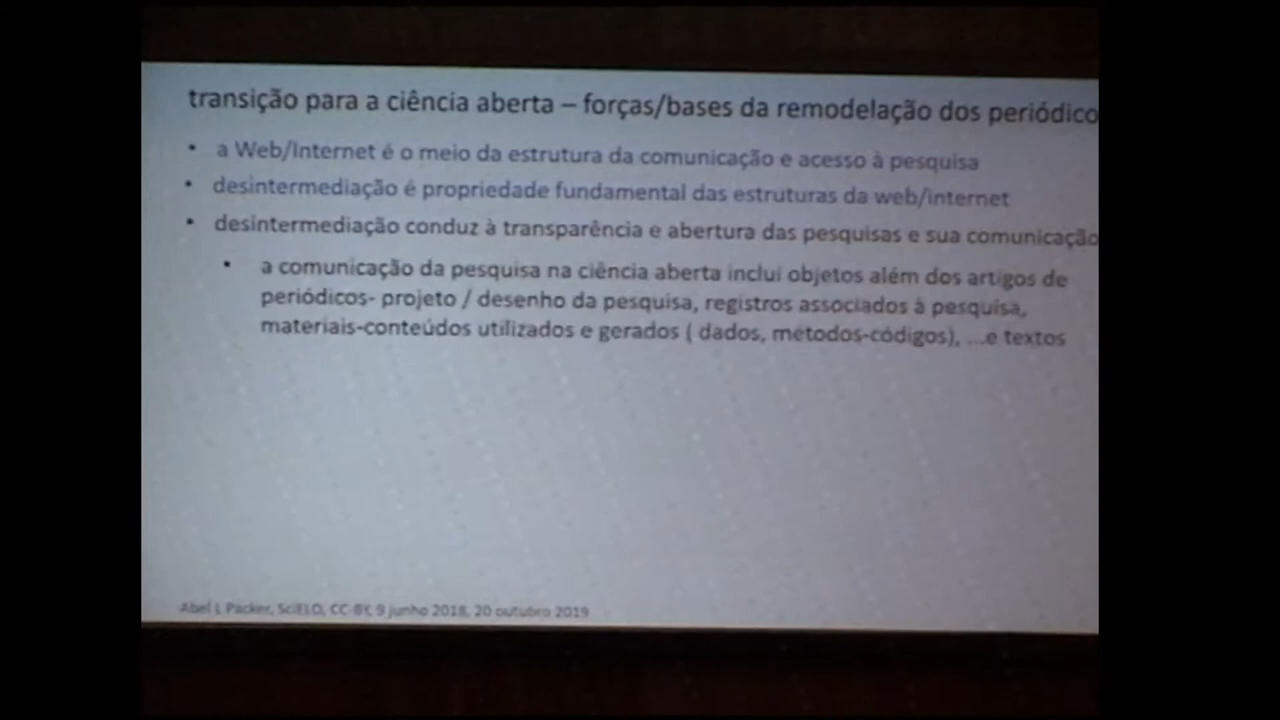 transição para a ciência aberta – forças/bases da remodelação dos periódico
• a Web/Internet é o meio da estrutura da comunicação e acesso à pesquisa
• desintermediação é propriedade fundamental das estruturas da web/internet
• desintermediação conduz à transparência e abertura das pesquisas e sua comunicação
• a comunicação da pesquisa na ciência aberta inclui objetos além dos artigos de
periódicos- projeto / desenho da pesquisa, registros associados à pesquisa,
materiais-conteúdos utilizados e gerados ( dados, métodos-códigos), ...e textos
Abel L Packer, SciELO, CC-BY, 9 junho 2018, 20 outubro 2019